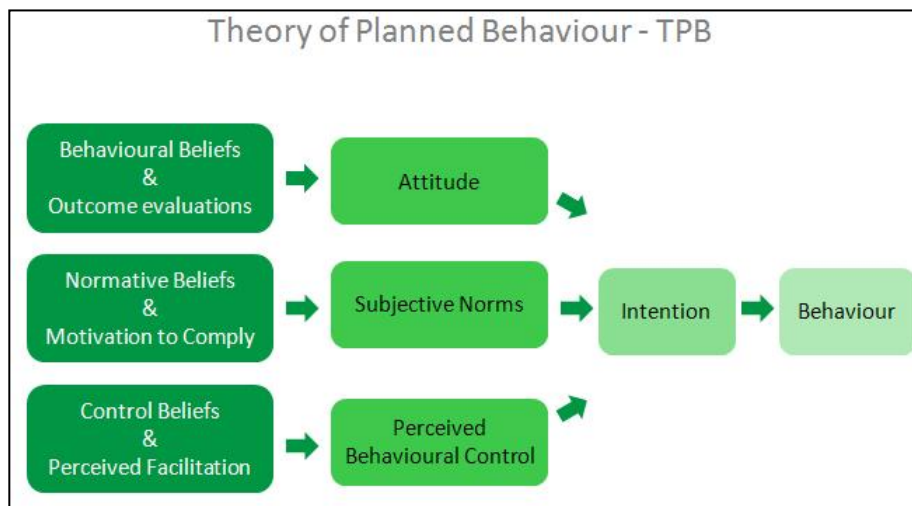 Theory of Planned Behaviour - TPB
Behavioural Beliefs
&
Outcome evaluations
Attitude
Normative Beliefs
&
Motivation to Comply
Subjective Norms
Intention
Behaviour
Control Beliefs
&
Perceived Facilitation
Perceived
Behavioural Control